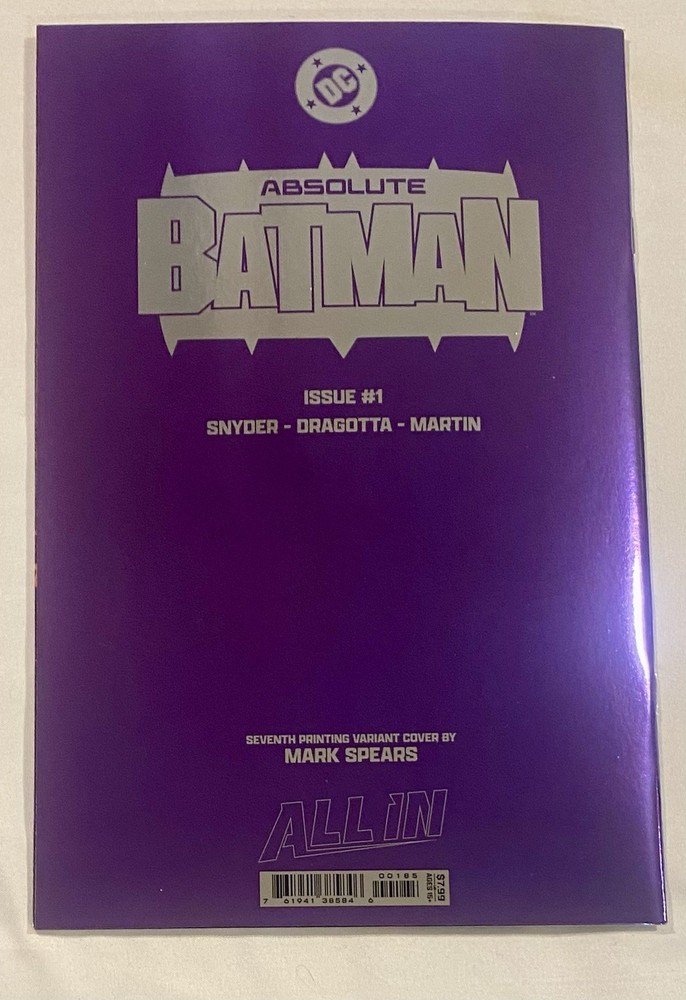 DC
ABSOLUTE
BATMAN
ISSUE #1
SNYDER - DRAGOTTA - MARTIN
SEVENTH PRINTING VARIANT COVER BY
MARK SPEARS
ALL IN
00185
7 61941 38584 6
$7.99
AGES 15+